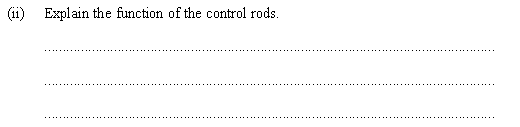 (ii) Explain the function of the control rods.